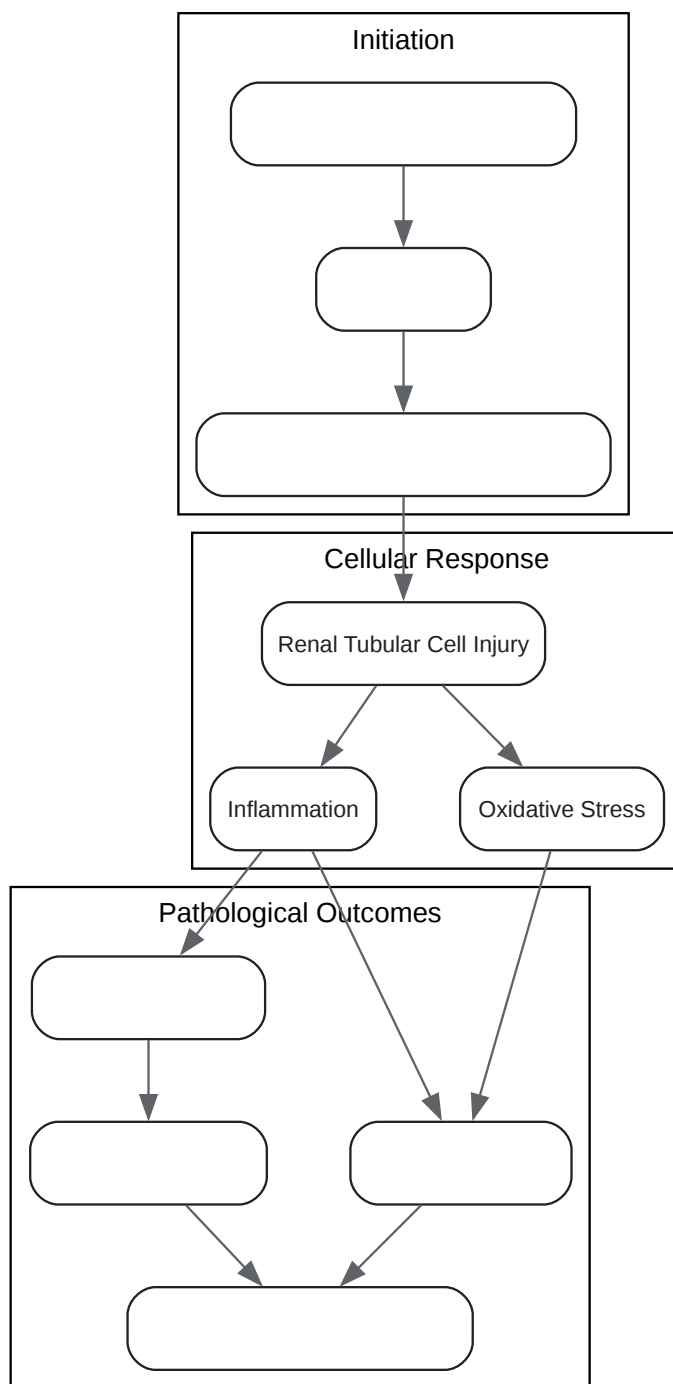 Initiation
Cellular Response
Renal Tubular Cell Injury
Inflammation
Oxidative Stress
Pathological Outcomes